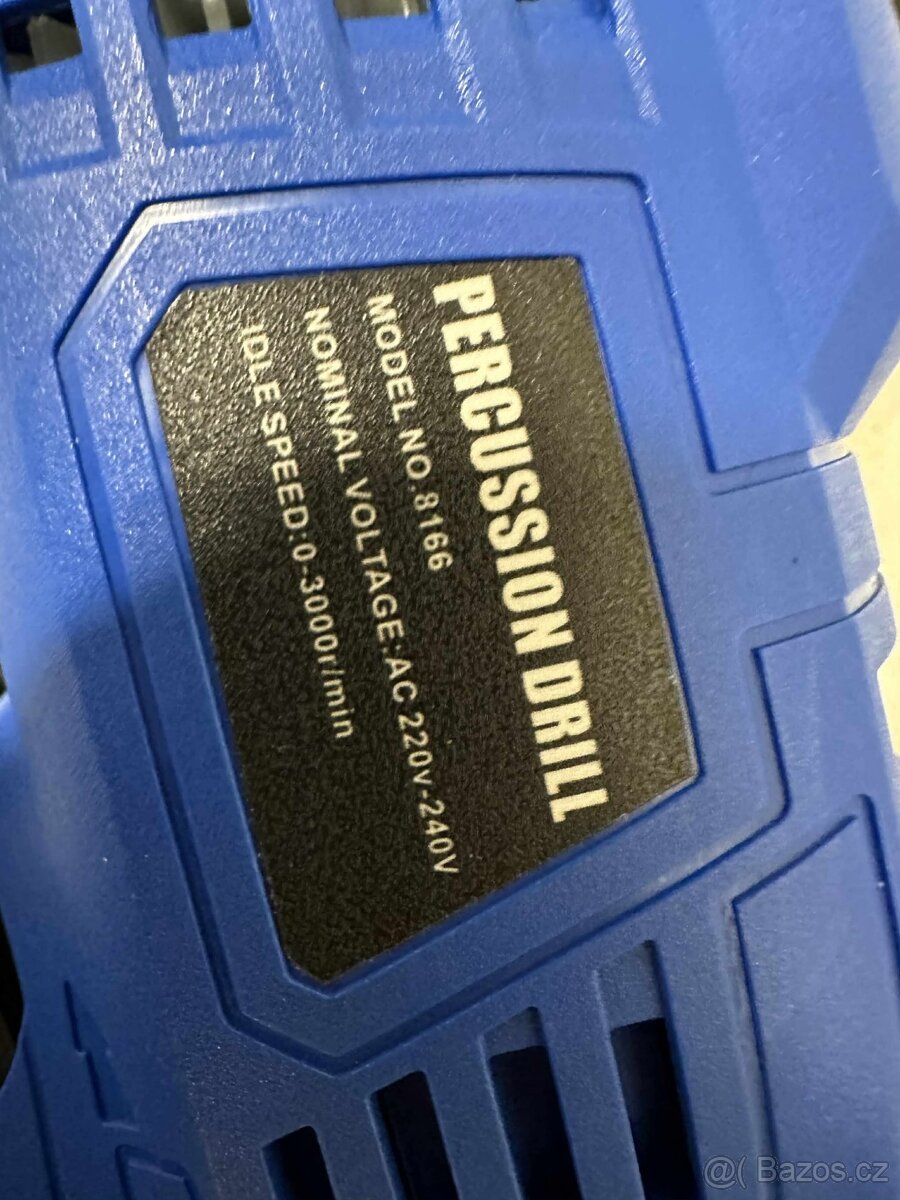 PERCUSSION DRILL
MODEL NO.8166
NOMINAL VOLTAGE:AC 220v-240V
IDLE SPEED:0-3000r/min
@( Bazos.cz